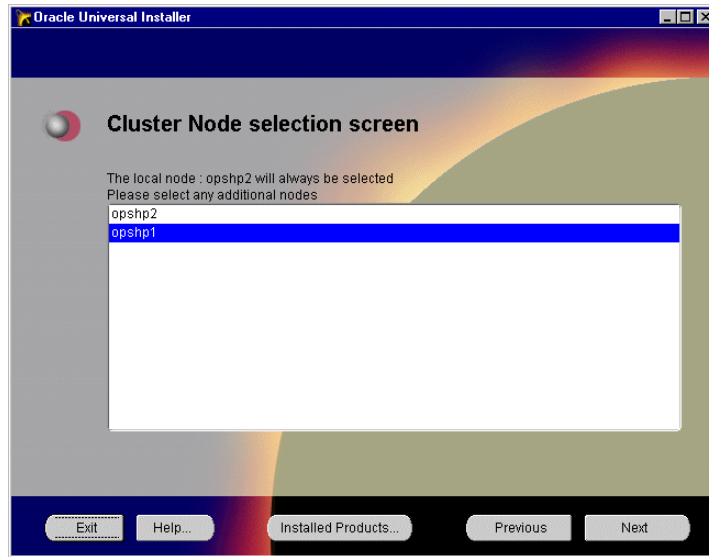 Oracle Universal Installer
Cluster Node selection screen
The local node : opshp2 will always be selected
Please select any additional nodes
opshp2
opshp1
Exit
Help...
Installed Products...
Previous
Next